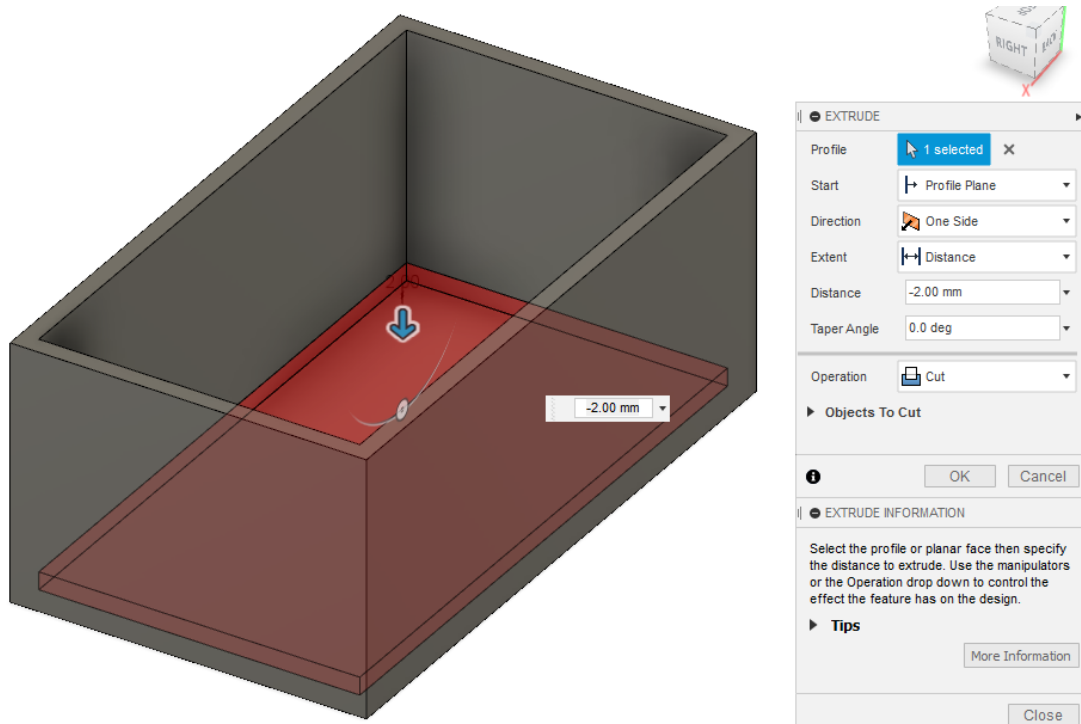 RIGHT
EXTRUDE
Profile
1 selected
Start
Profile Plane
Direction
One Side
Extent
Distance
Distance
-2.00 mm
Taper Angle
0.0 deg
Operation
Cut
Objects To Cut
OK
Cancel
EXTRUDE INFORMATION
Select the profile or planar face then specify
the distance to extrude. Use the manipulators
or the Operation drop down to control the
effect the feature has on the design.
Tips
More Information
Close
X
2.00
-2.00 mm